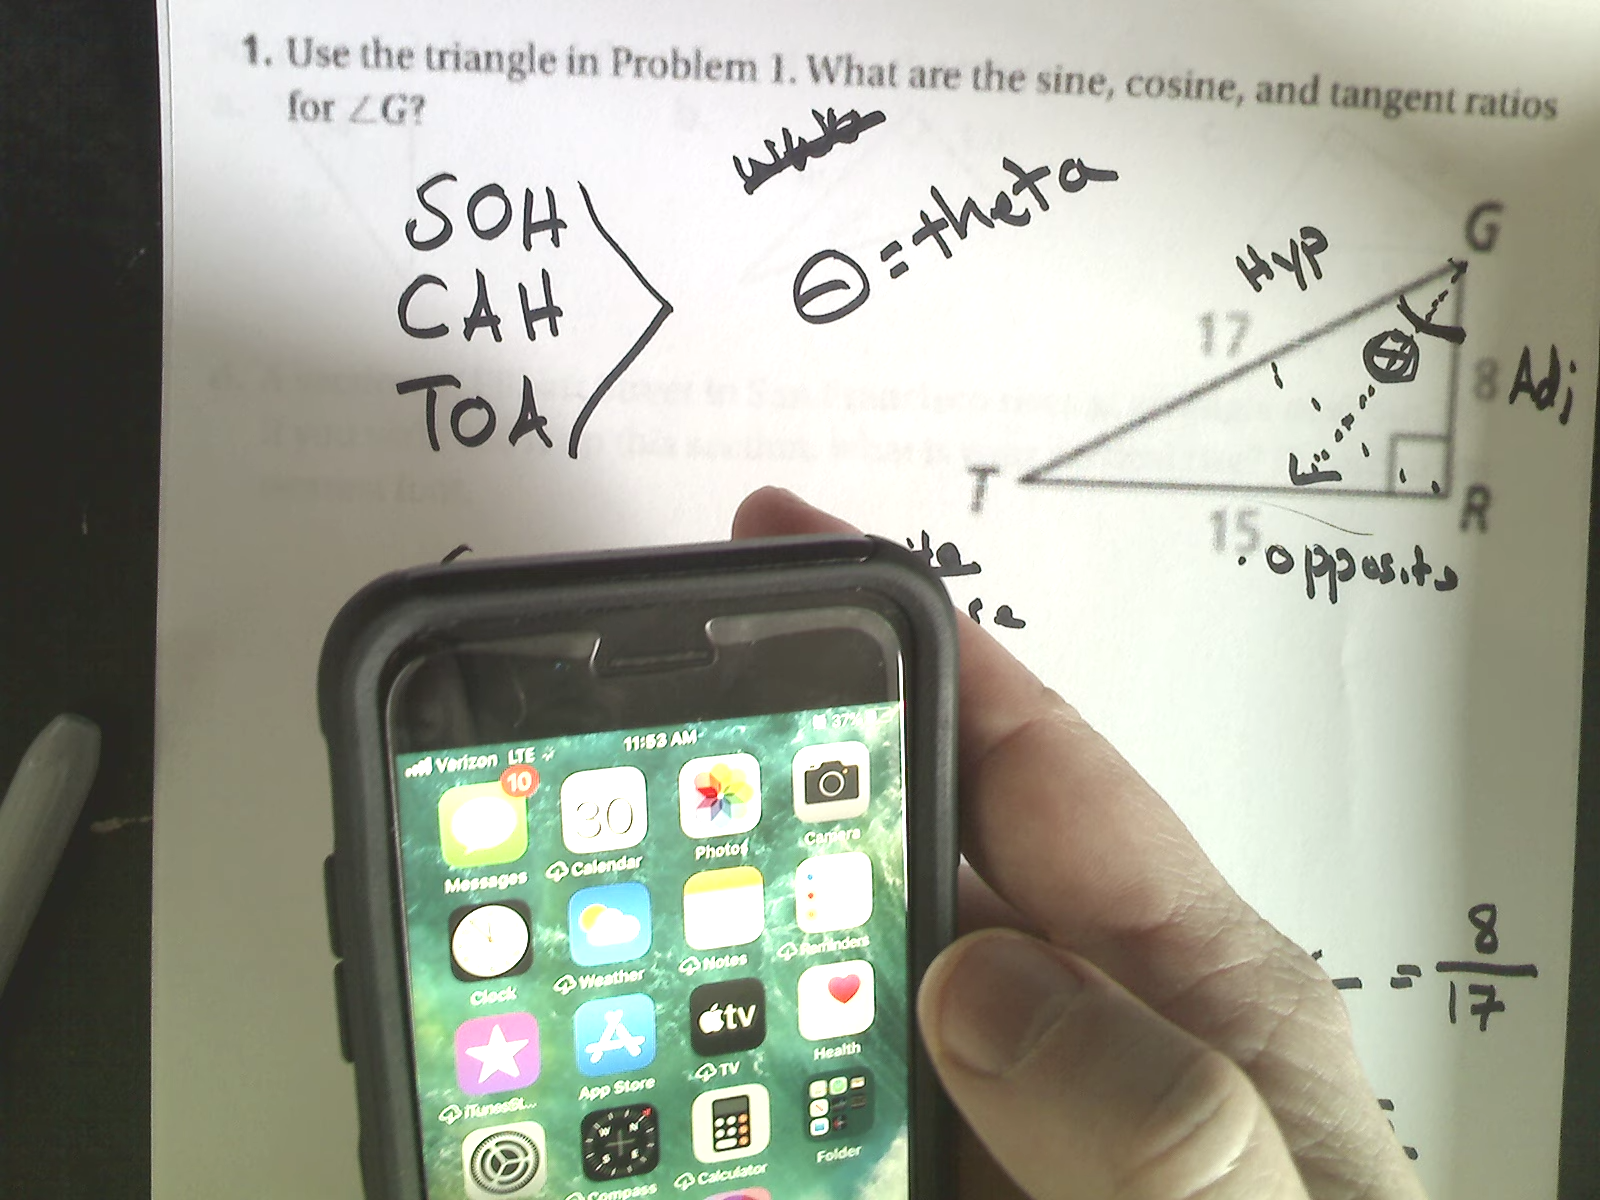 1. Use the triangle in Problem 1. What are the sine, cosine, and tangent ratios
for ∠G?
SOH
CAH
TOA
Θ = theta
G
Hyp
17
8 Adj
T
R
15
opposite
8
= —
17
Verizon LTE 11:53 AM 37%
10
30
Messages Calendar Photos Camera
Clock Weather Notes Reminders
tv
iTunesSt... App Store TV Health
W N
S E
Compass Calculator Folder